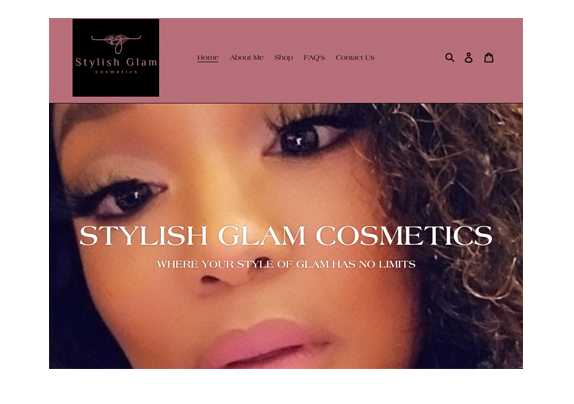 Stylish Glam
cosmetics
Home About Me Shop FAQ's Contact Us
STYLISH GLAM COSMETICS
WHERE YOUR STYLE OF GLAM HAS NO LIMITS